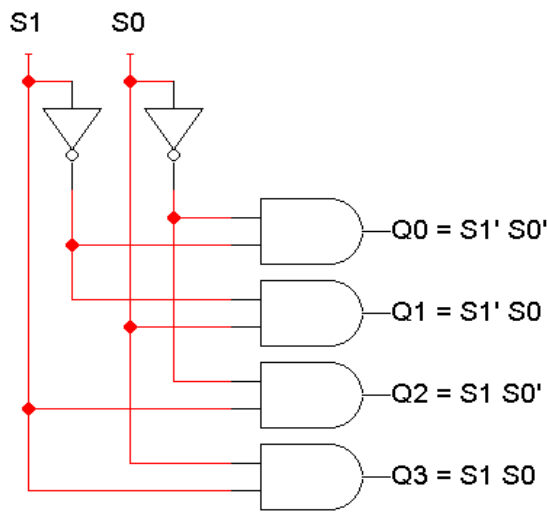 S1 S0
Q0 = S1' S0'
Q1 = S1' S0
Q2 = S1 S0'
Q3 = S1 S0